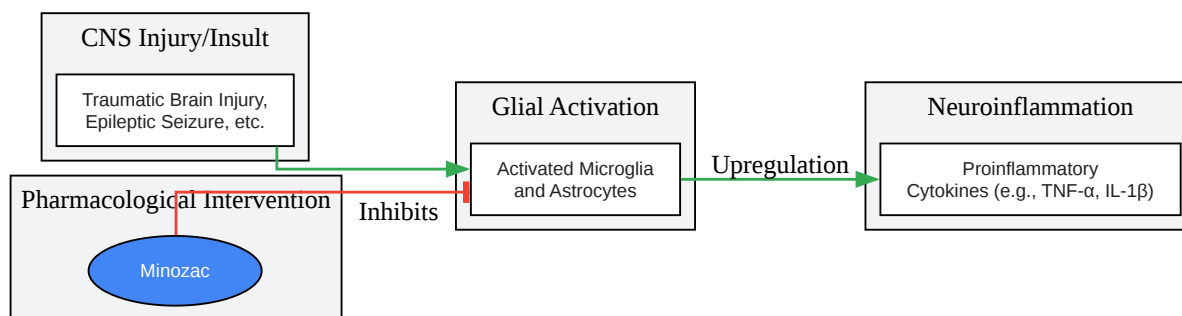 CNS Injury/Insult
Traumatic Brain Injury,
Epileptic Seizure, etc.
Pharmacological Intervention
Minozac
Inhibits
Glial Activation
Activated Microglia
and Astrocytes
Upregulation
Neuroinflammation
Proinflammatory
Cytokines (e.g., TNF-α, IL-1β)